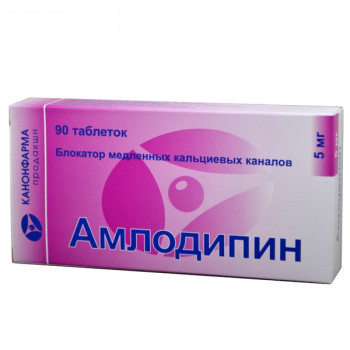 КАНОНФАРМА
продакшн
90 таблеток
Блокатор медленных кальциевых каналов
5 мг
Амлодипин